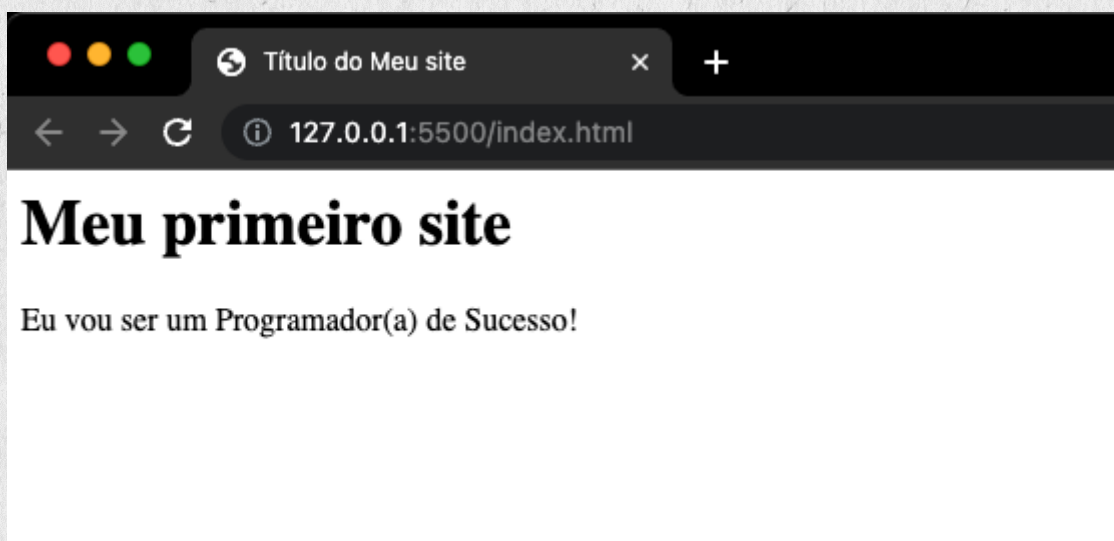 Título do Meu site
127.0.0.1:5500/index.html
Meu primeiro site
Eu vou ser um Programador(a) de Sucesso!